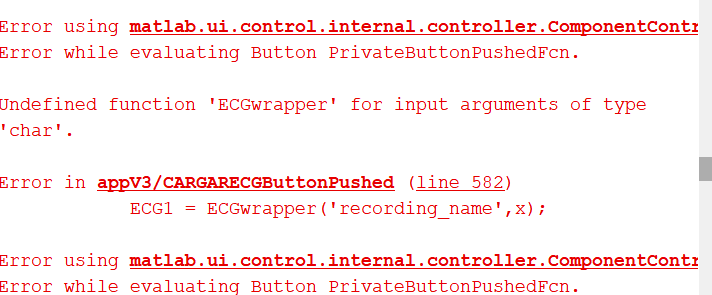 Error using matlab.ui.control.internal.controller.ComponentContr
Error while evaluating Button PrivateButtonPushedFcn.
Undefined function 'ECGwrapper' for input arguments of type
'char'.
Error in appV3/CARGARECGButtonPushed (line 582)
ECG1 = ECGwrapper('recording_name',x);
Error using matlab.ui.control.internal.controller.ComponentContr
Error while evaluating Button PrivateButtonPushedFcn.